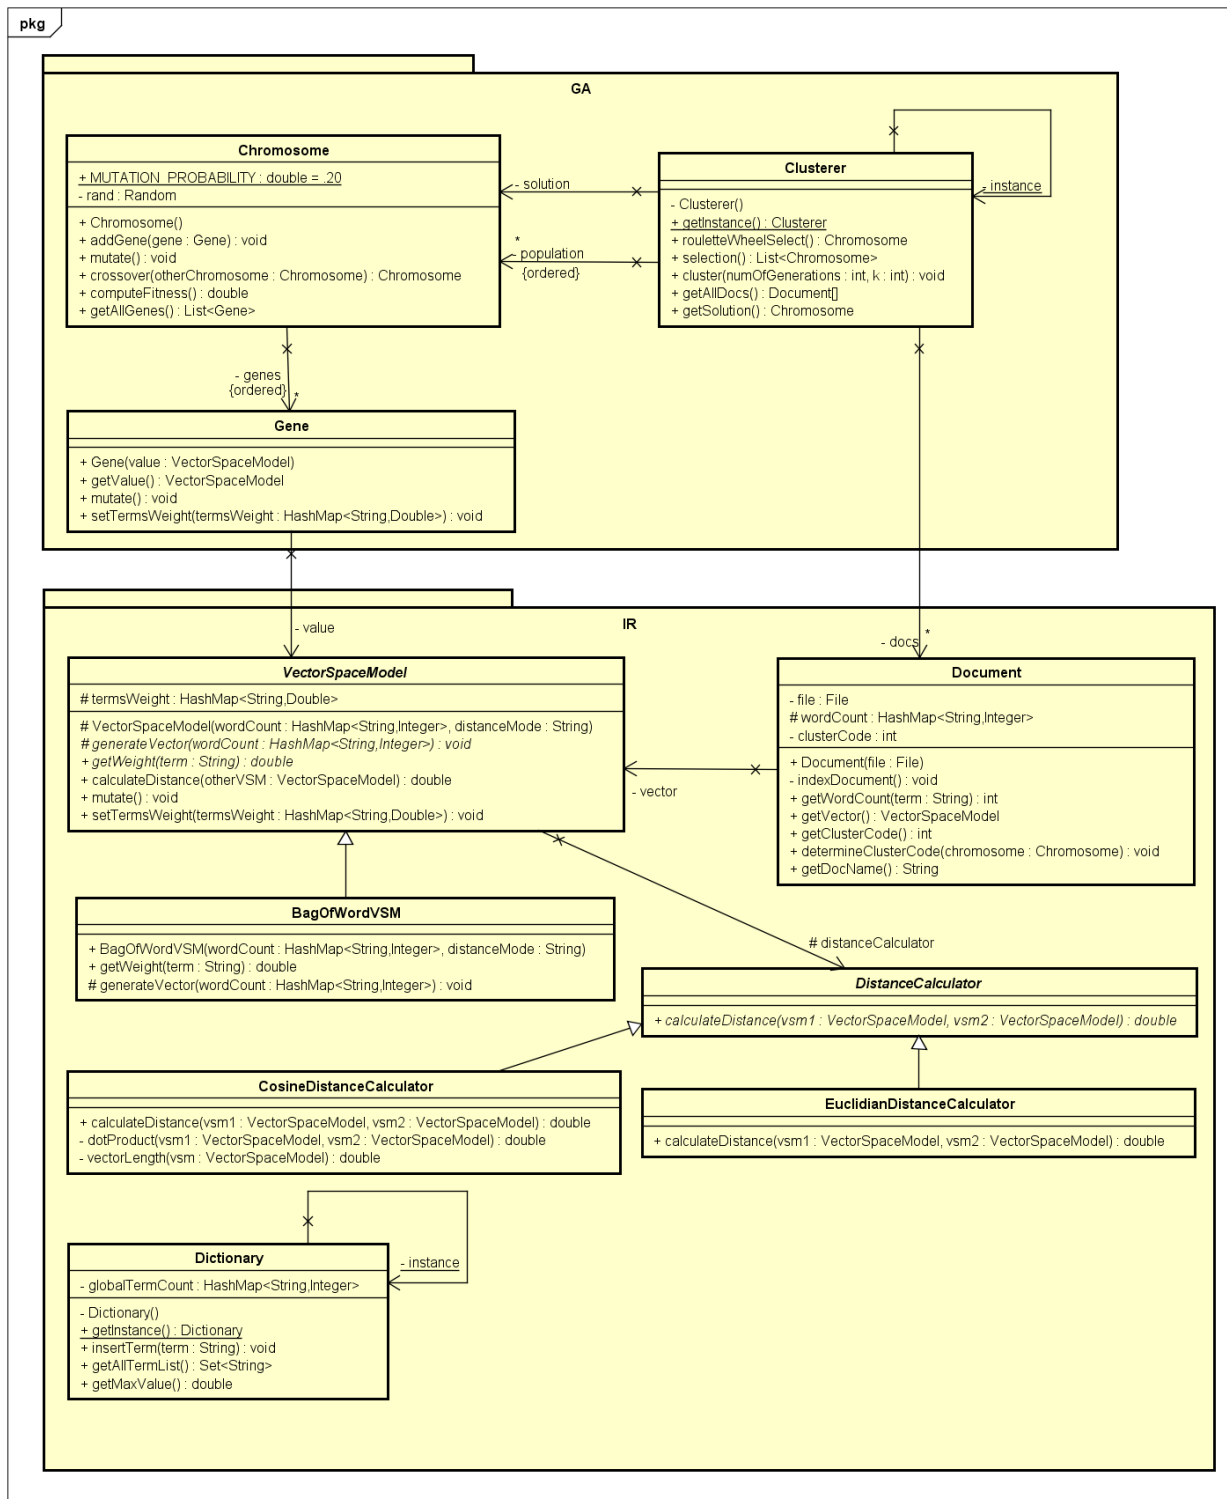 pkg
GA
Chromosome
+ MUTATION_PROBABILITY : double = .20
- rand : Random
+ Chromosome()
+ addGene(gene : Gene) : void
+ mutate() : void
+ crossover(otherChromosome : Chromosome) : Chromosome
+ computeFitness() : double
+ getAllGenes() : List<Gene>
- solution
*
- population
{ordered}
Clusterer
- Clusterer()
+ getInstance() : Clusterer
+ rouletteWheelSelect() : Chromosome
+ selection() : List<Chromosome>
+ cluster(numOfGenerations : int, k : int) : void
+ getAllDocs() : Document[]
+ getSolution() : Chromosome
- instance
- genes
{ordered}
*
Gene
+ Gene(value : VectorSpaceModel)
+ getValue() : VectorSpaceModel
+ mutate() : void
+ setTermsWeight(termsWeight : HashMap<String,Double>) : void
IR
- value
- docs
*
VectorSpaceModel
# termsWeight : HashMap<String,Double>
# VectorSpaceModel(wordCount : HashMap<String,Integer>, distanceMode : String)
# generateVector(wordCount : HashMap<String,Integer>) : void
+ getWeight(term : String) : double
+ calculateDistance(otherVSM : VectorSpaceModel) : double
+ mutate() : void
+ setTermsWeight(termsWeight : HashMap<String,Double>) : void
- vector
Document
- file : File
# wordCount : HashMap<String,Integer>
- clusterCode : int
+ Document(file : File)
- indexDocument() : void
+ getWordCount(term : String) : int
+ getVector() : VectorSpaceModel
+ getClusterCode() : int
+ determineClusterCode(chromosome : Chromosome) : void
+ getDocName() : String
BagOfWordVSM
+ BagOfWordVSM(wordCount : HashMap<String,Integer>, distanceMode : String)
+ getWeight(term : String) : double
# generateVector(wordCount : HashMap<String,Integer>) : void
# distanceCalculator
DistanceCalculator
+ calculateDistance(vsm1 : VectorSpaceModel, vsm2 : VectorSpaceModel) : double
CosineDistanceCalculator
+ calculateDistance(vsm1 : VectorSpaceModel, vsm2 : VectorSpaceModel) : double
- dotProduct(vsm1 : VectorSpaceModel, vsm2 : VectorSpaceModel) : double
- vectorLength(vsm : VectorSpaceModel) : double
EuclidianDistanceCalculator
+ calculateDistance(vsm1 : VectorSpaceModel, vsm2 : VectorSpaceModel) : double
Dictionary
- globalTermCount : HashMap<String,Integer>
- Dictionary()
+ getInstance() : Dictionary
+ insertTerm(term : String) : void
+ getAllTermList() : Set<String>
+ getMaxValue() : double
- instance